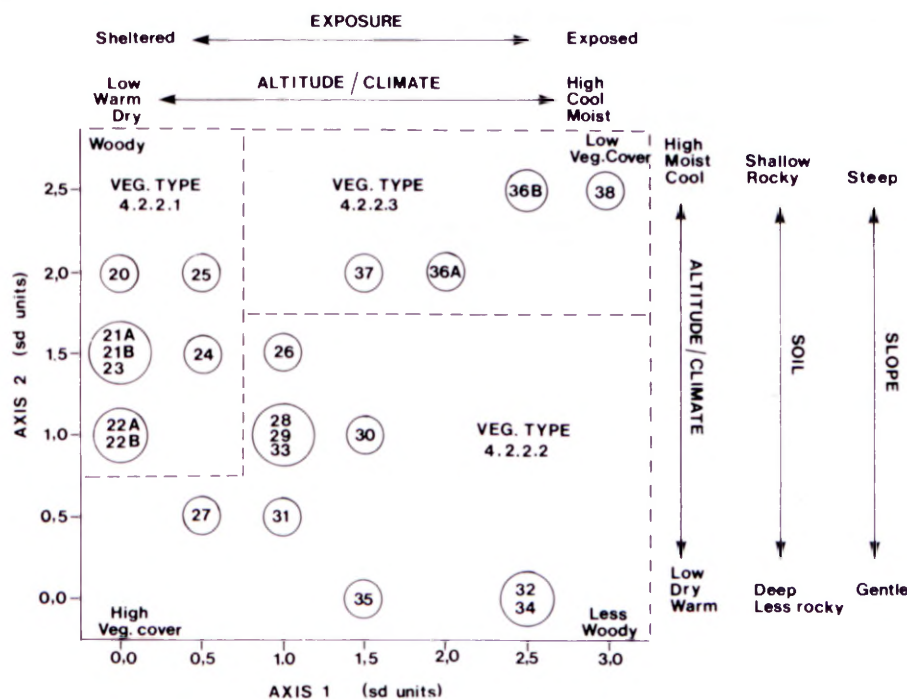 EXPOSURE
Sheltered
Exposed
ALTITUDE/CLIMATE
Low
Warm
Dry
High
Cool
Moist
Woody
Low
Veg.Cover
High
Moist
Cool
Shallow
Rocky
Steep
VEG. TYPE
4.2.2.1
VEG. TYPE
4.2.2.3
36B
38
2,5
20
25
37
36A
2,0
21A
21B
23
24
26
1.5
22A
22B
28
29
33
30
VEG. TYPE
4.2.2.2
1.0
27
31
0,5
35
32
34
0,0
High
Veg. cover
Less
Woody
AXIS 2 (sd units)
ALTITUDE/CLIMATE
SOIL
SLOPE
Low
Dry
Warm
Deep
Less rocky
Gentle
0,0
0,5
1.0
1,5
2,0
2,5
3.0
AXIS 1 (sd units)